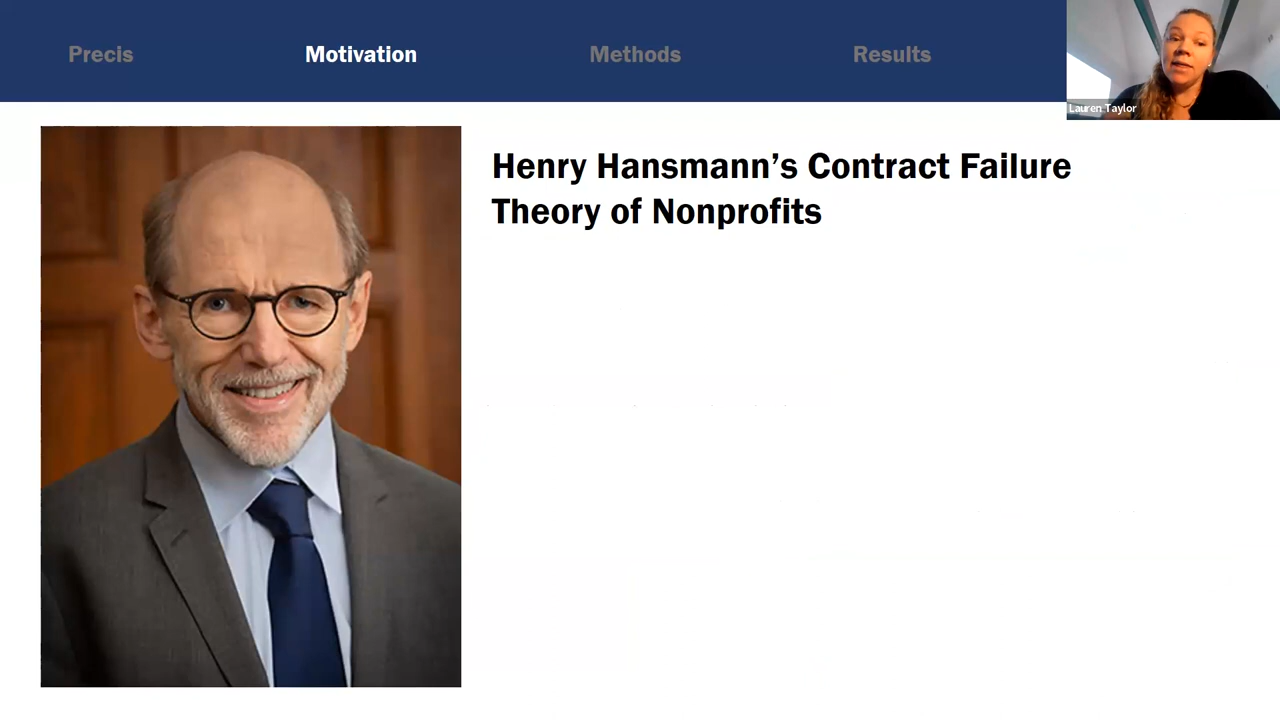 Precis Motivation Methods Results
Lauren Taylor
Henry Hansmann’s Contract Failure
Theory of Nonprofits